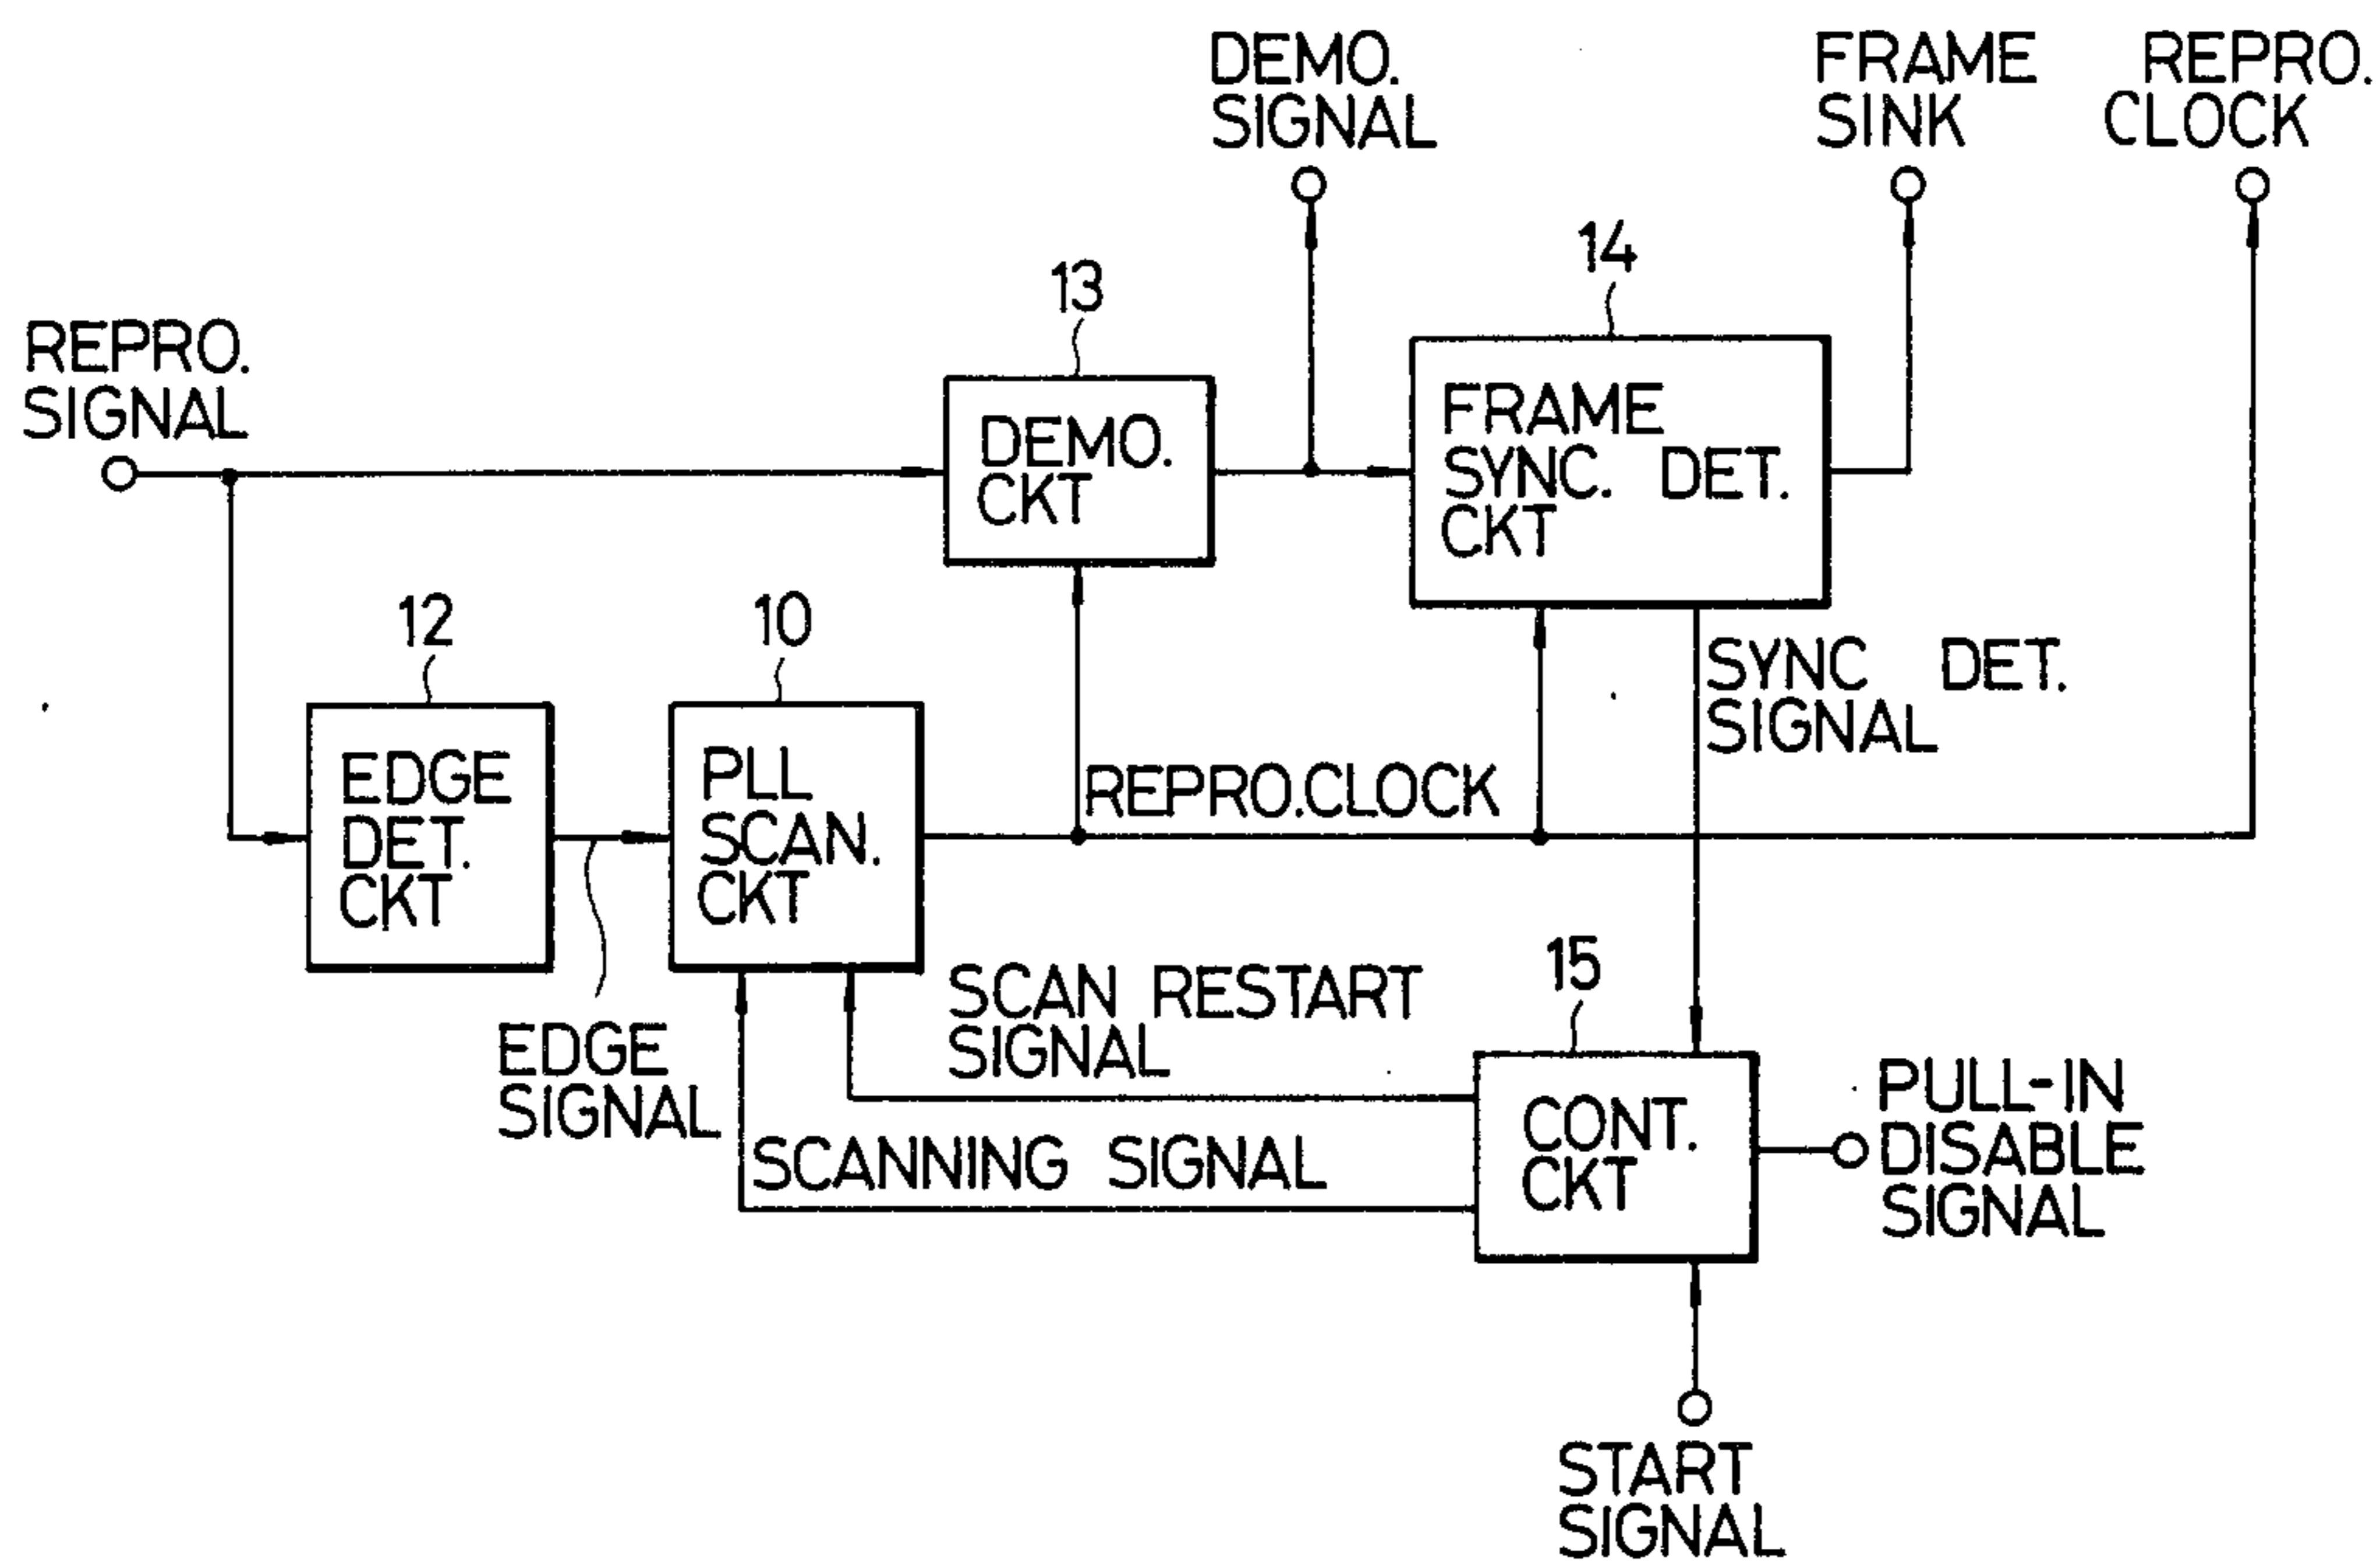 DEMO.
SIGNAL
FRAME
SINK
REPRO.
CLOCK
REPRO.
SIGNAL
13
14
DEMO.
CKT
FRAME
SYNC. DET.
CKT
12
10
EDGE
DET.
CKT
PLL
SCAN.
CKT
REPRO.CLOCK
SYNC DET.
SIGNAL
EDGE
SIGNAL
SCAN RESTART
SIGNAL
SCANNING SIGNAL
15
CONT.
CKT
PULL-IN
DISABLE
SIGNAL
START
SIGNAL